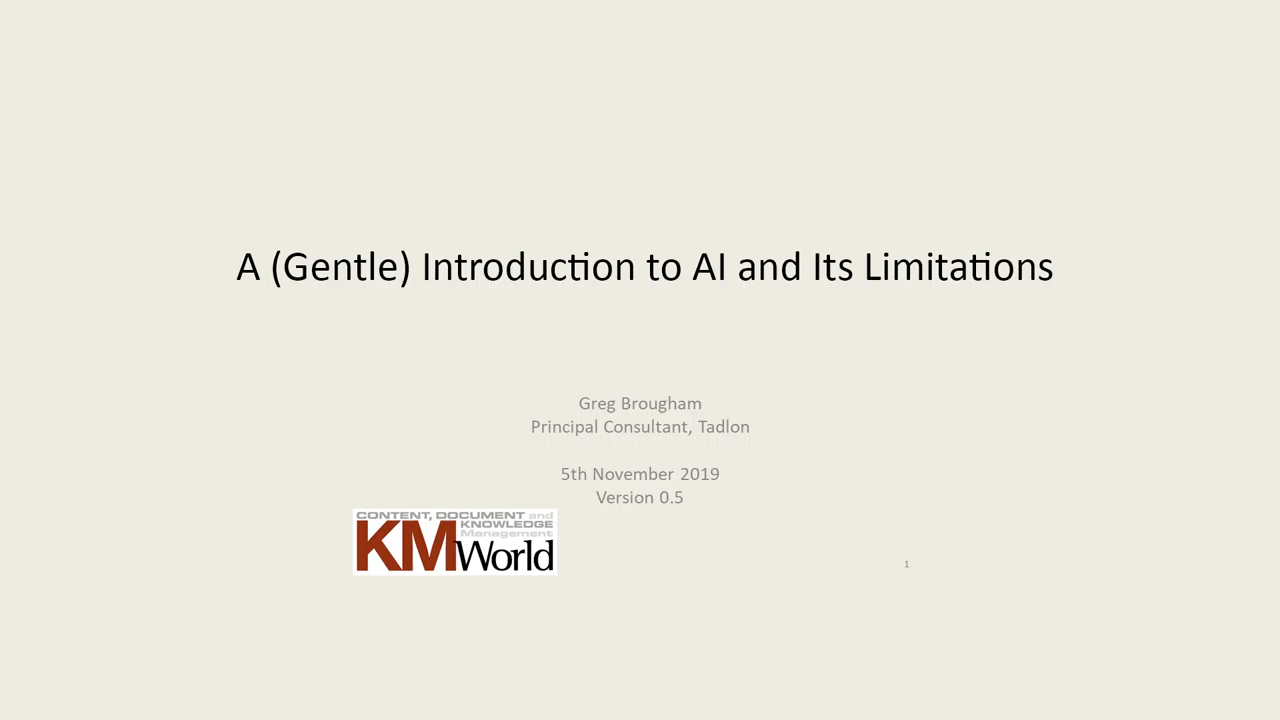 A (Gentle) Introduction to AI and Its Limitations
Greg Brougham
Principal Consultant, Tadlon
5th November 2019
Version 0.5
CONTENT, DOCUMENT and
KNOWLEDGE
Management
KMWorld
1